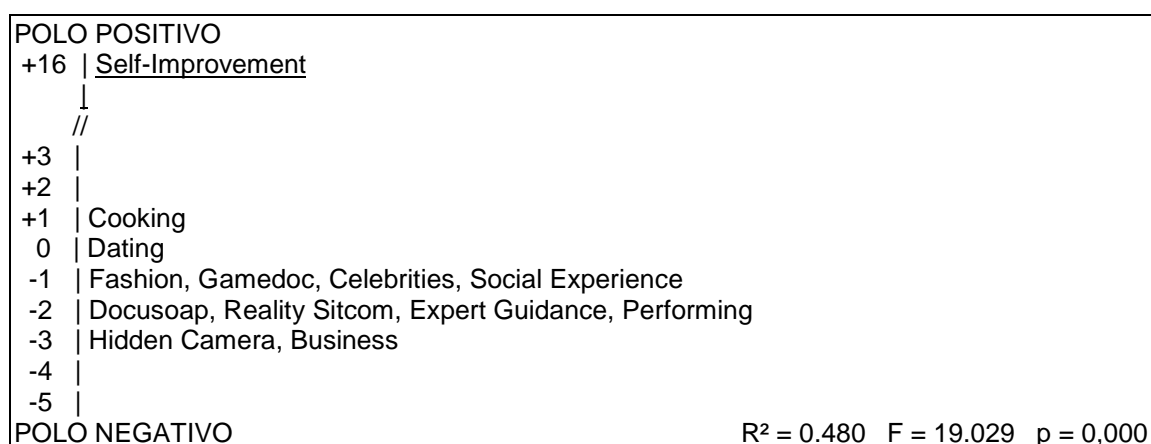 POLO POSITIVO
+16 | Self-Improvement
|
//
+3 |
+2 |
+1 | Cooking
0 | Dating
-1 | Fashion, Gamedoc, Celebrities, Social Experience
-2 | Docusoap, Reality Sitcom, Expert Guidance, Performing
-3 | Hidden Camera, Business
-4 |
-5 |
POLO NEGATIVO R² = 0.480 F = 19.029 p = 0,000